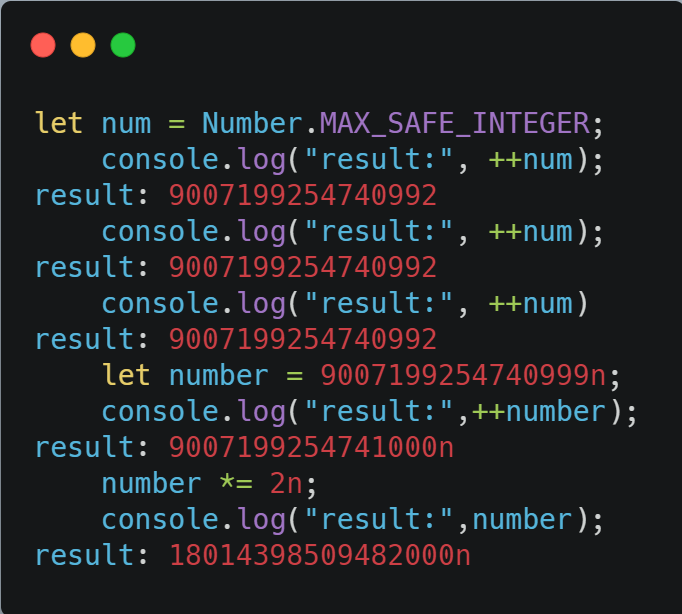 let num = Number.MAX_SAFE_INTEGER;
console.log("result:", ++num);
result: 9007199254740992
console.log("result:", ++num);
result: 9007199254740992
console.log("result:", ++num)
result: 9007199254740992
let number = 9007199254740999n;
console.log("result:",++number);
result: 9007199254741000n
number *= 2n;
console.log("result:",number);
result: 18014398509482000n